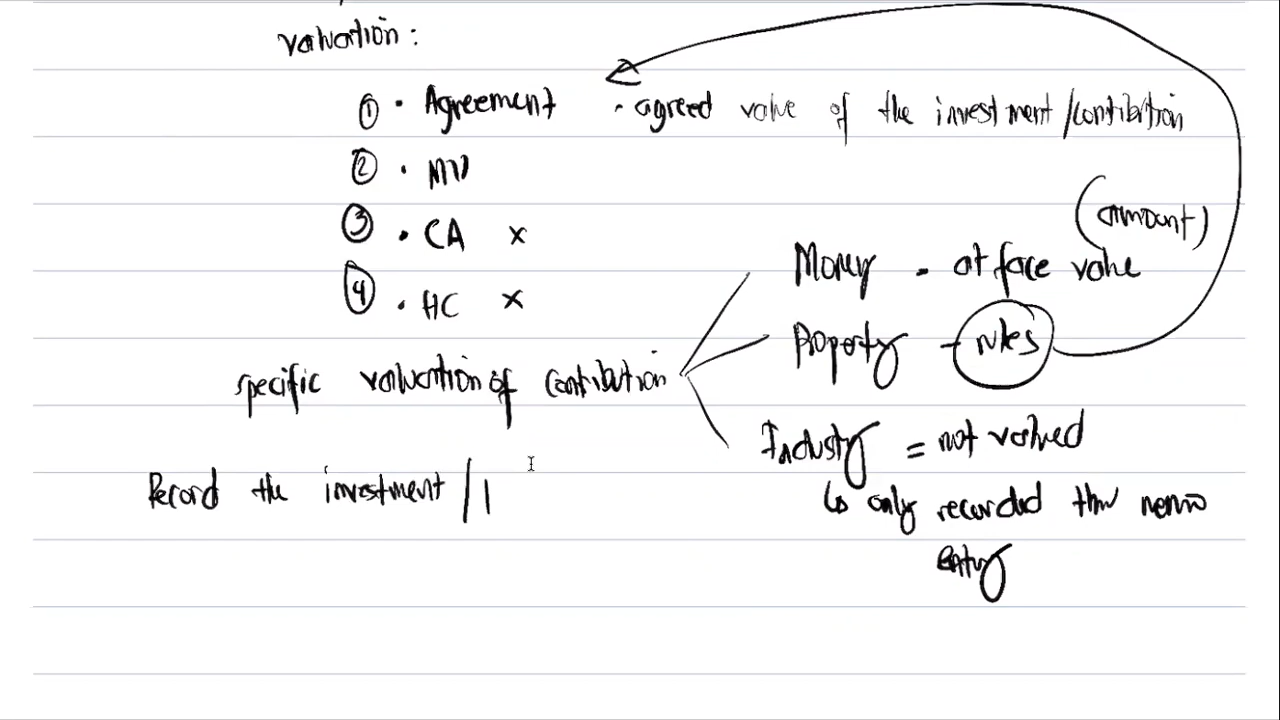 valuation:
① · Agreement · agreed value of the investment/contribution
② · MV
③ · CA x
④ · HC x
(amount)
Money - at face value
Property - rules
specific valuation of contribution
Industry = not valued
↳ only recorded thru memo
entry
Record the investment / 1